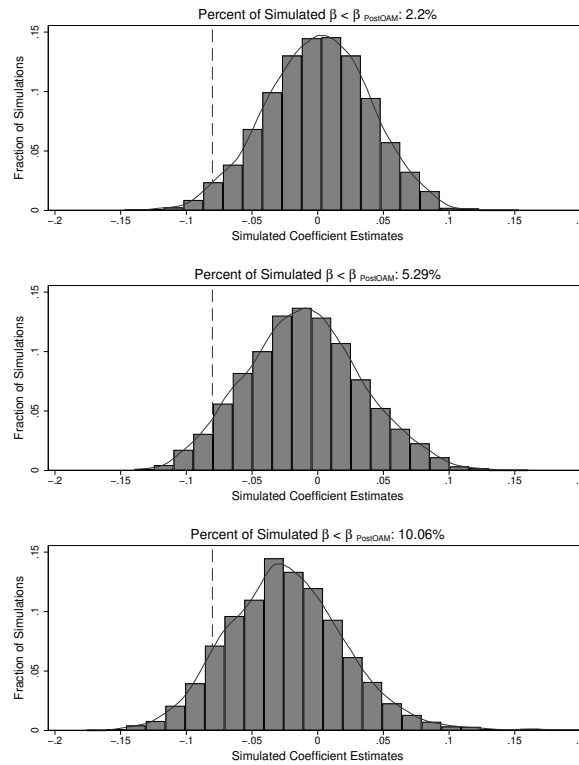 Percent of Simulated β < β PostOAM: 2.2%
Fraction of Simulations
0 .05 .1 .15
−.2 −.15 −.1 −.05 0 .05 .1 .15
Simulated Coefficient Estimates
Percent of Simulated β < β PostOAM: 5.29%
Fraction of Simulations
0 .05 .1 .15
−.2 −.15 −.1 −.05 0 .05 .1 .15
Simulated Coefficient Estimates
Percent of Simulated β < β PostOAM: 10.06%
Fraction of Simulations
0 .05 .1 .15
−.2 −.15 −.1 −.05 0 .05 .1 .15
Simulated Coefficient Estimates